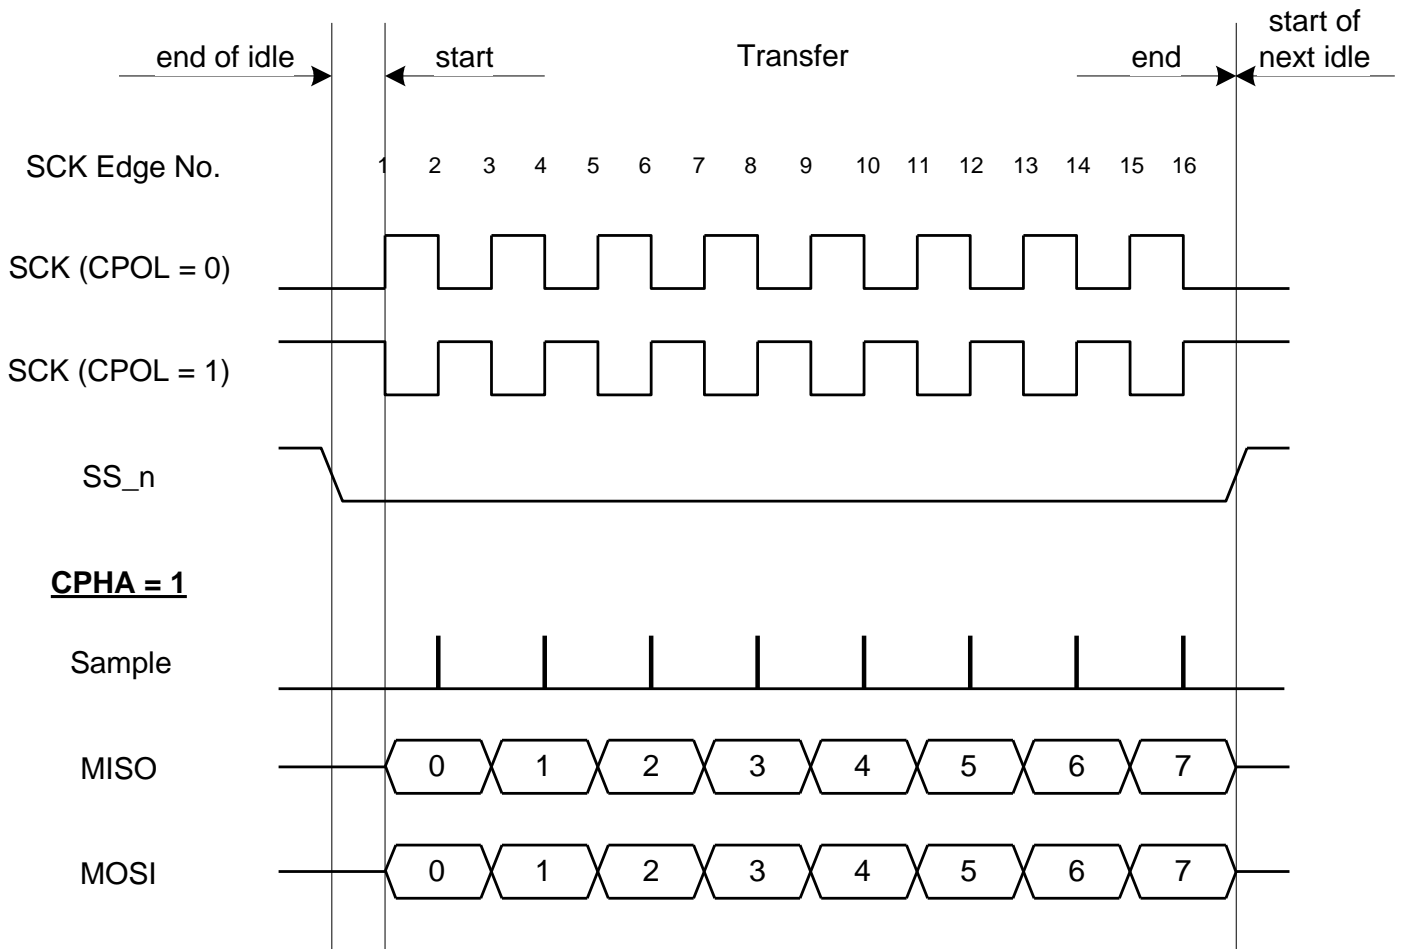 start of
end of idle start Transfer end next idle
SCK Edge No. 1 2 3 4 5 6 7 8 9 10 11 12 13 14 15 16
SCK (CPOL = 0)
SCK (CPOL = 1)
SS_n
CPHA = 1
Sample
MISO 0 1 2 3 4 5 6 7
MOSI 0 1 2 3 4 5 6 7